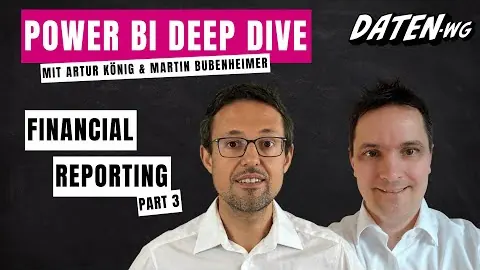 POWER BI DEEP DIVE
DATEN-WG
MIT ARTUR KÖNIG & MARTIN BUBENHEIMER
FINANCIAL
REPORTING
PART 3